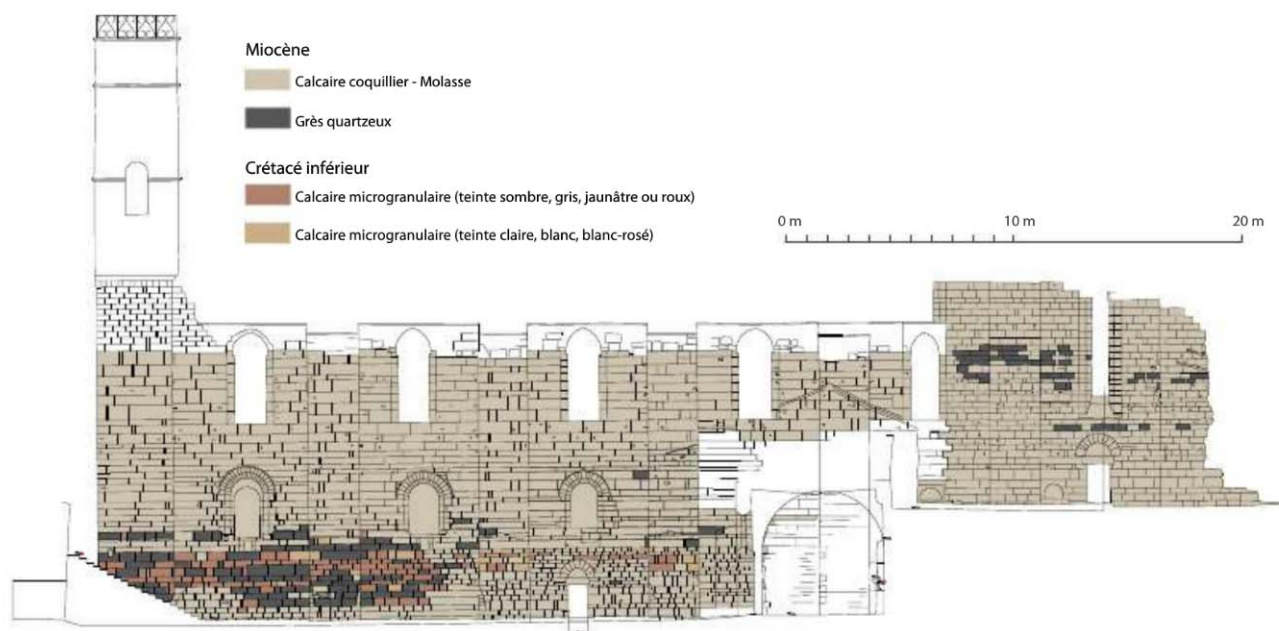 Miocène
Calcaire coquillier - Molasse
Grès quartzeux
Crétacé inférieur
Calcaire microgranulaire (teinte sombre, gris, jaunâtre ou roux)
Calcaire microgranulaire (teinte claire, blanc, blanc-rosé)
0 m 10 m 20 m